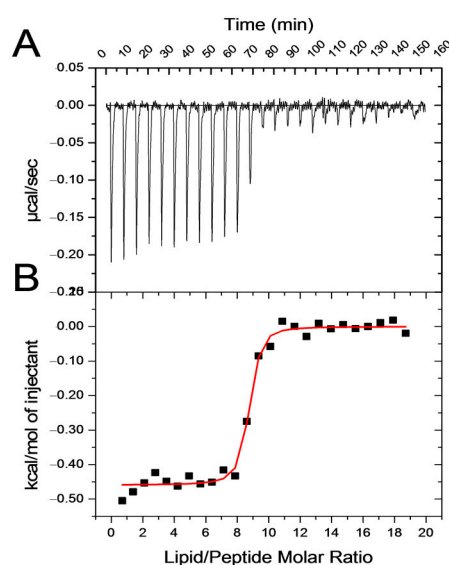 A
Time (min)
0 10 20 30 40 50 60 70 80 90 100 110 120 130 140 150 160
0.05
0.00
−0.05
−0.10
−0.15
−0.20
−0.25
µcal/sec
B
0.00
−0.10
−0.20
−0.30
−0.40
−0.50
kcal/mol of injectant
0 2 4 6 8 10 12 14 16 18 20
Lipid/Peptide Molar Ratio